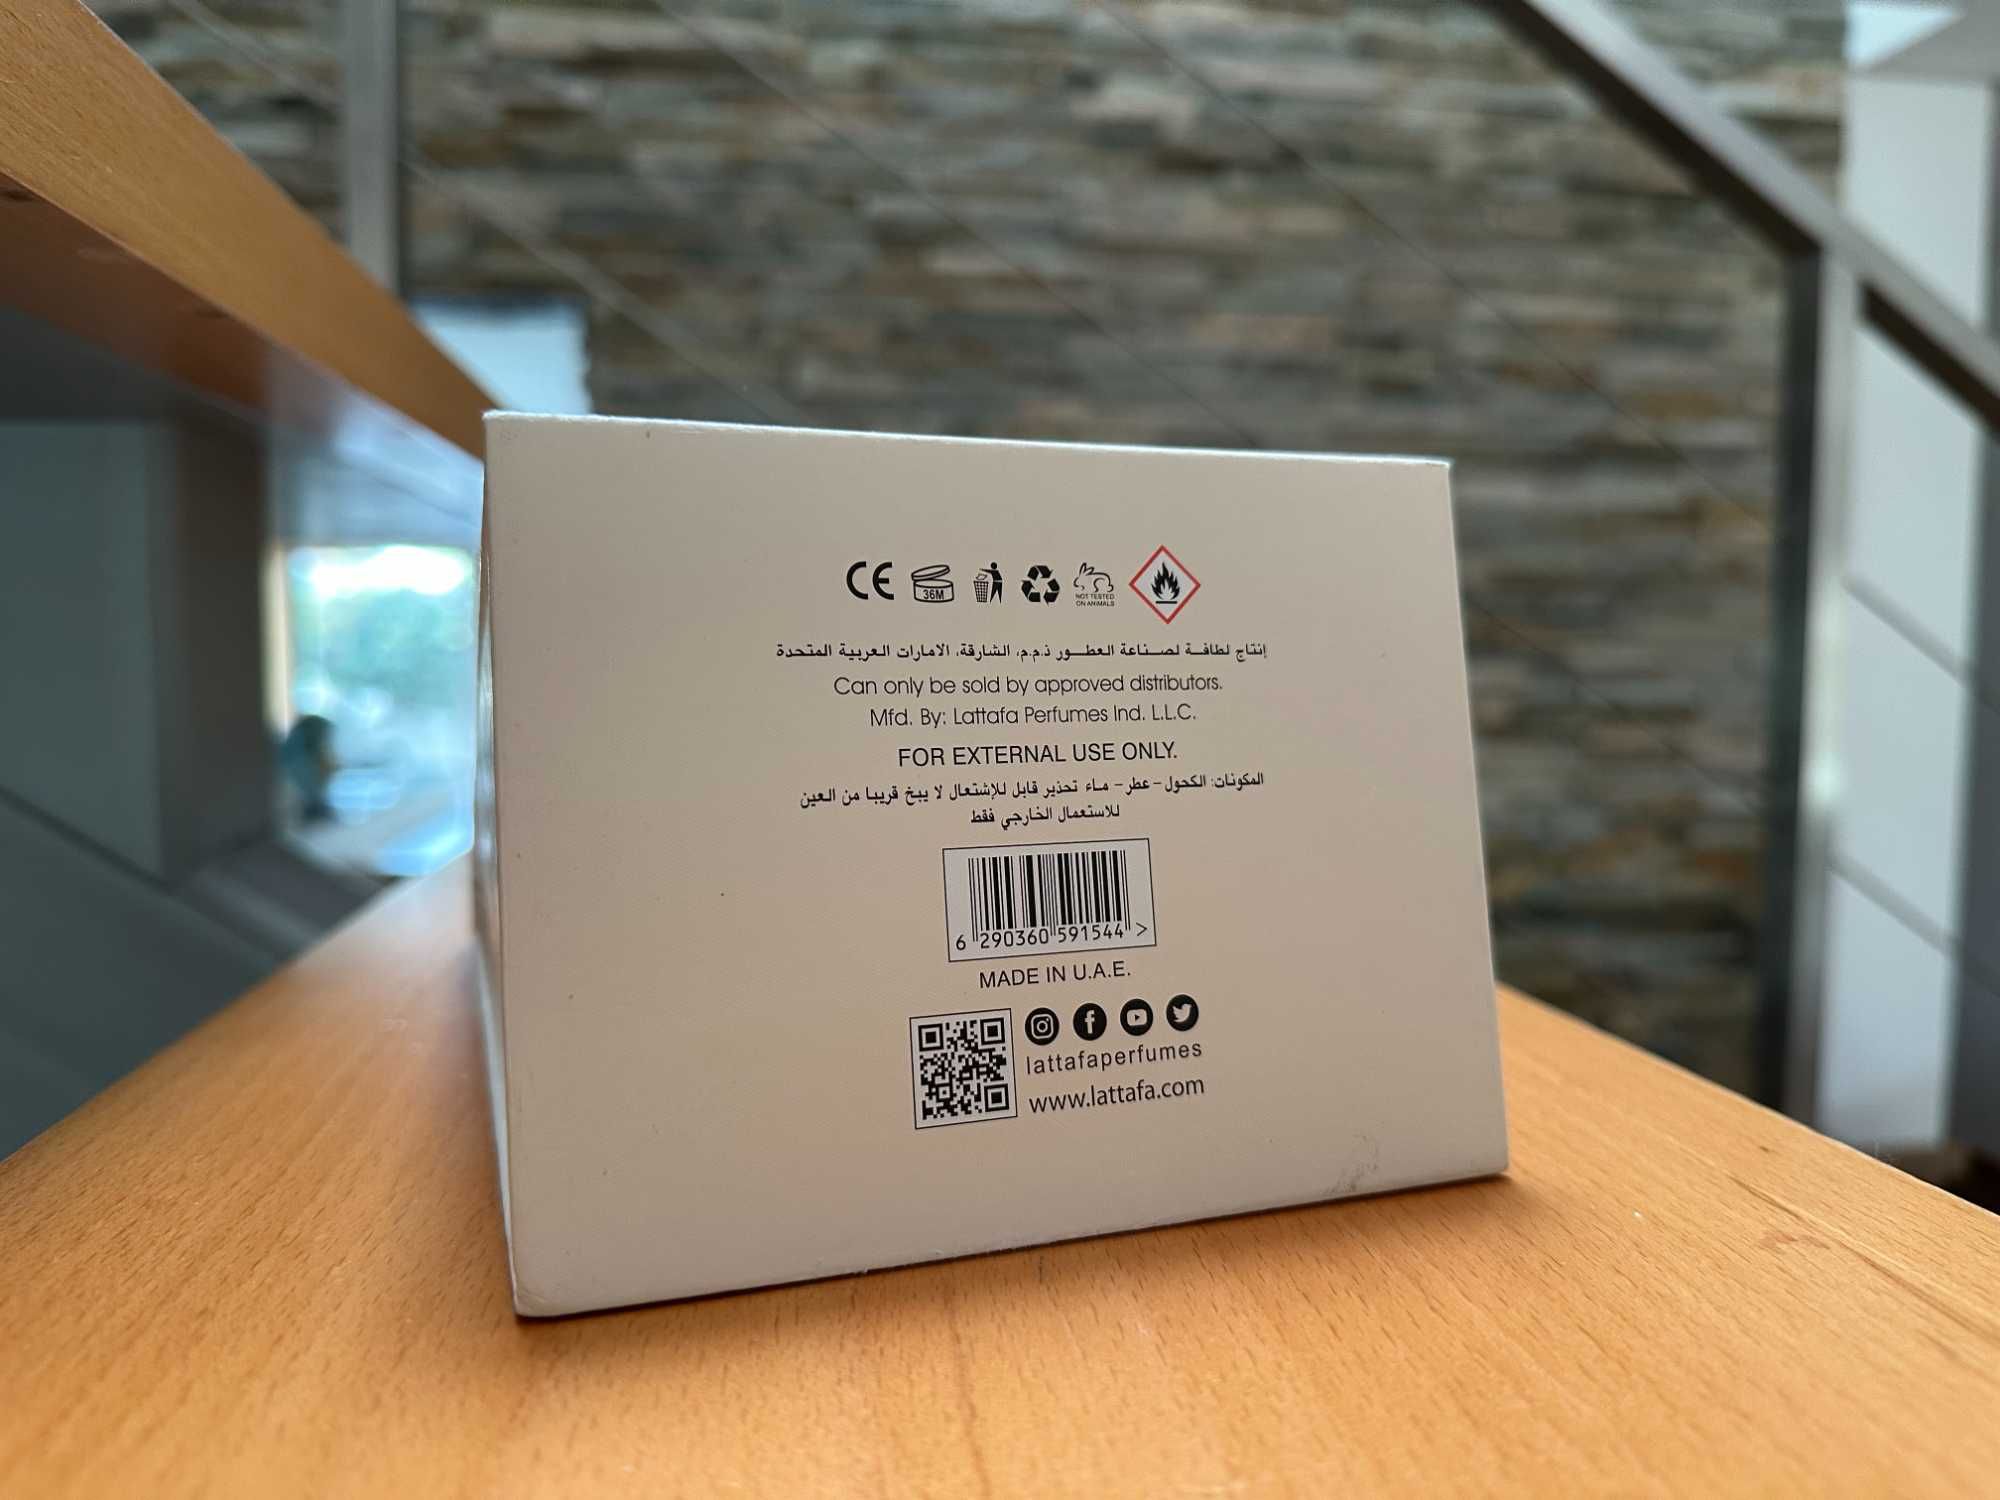 CE 36M NOT TESTED
ON ANIMALS
إنتاج لطافة لصناعة العطور ذ.م.م، الشارقة، الامارات العربية المتحدة
Can only be sold by approved distributors.
Mfd. By: Lattafa Perfumes Ind. L.L.C.
FOR EXTERNAL USE ONLY.
المكونات: الكحول - عطر - ماء تحذير قابل للإشتعال لا يبخ قريبا من العين
للاستعمال الخارجي فقط
6 290360 591544 >
MADE IN U.A.E.
lattafaperfumes
www.lattafa.com